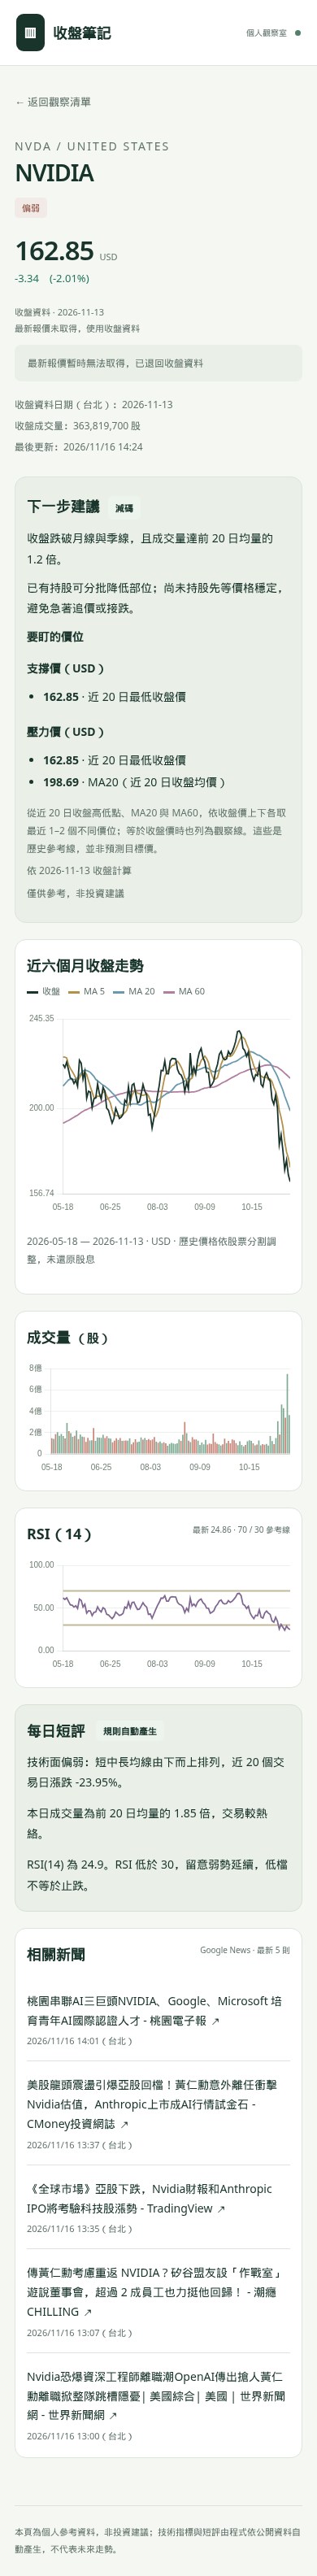 收盤筆記
個人觀察室
← 返回觀察清單
NVDA / UNITED STATES
NVIDIA
偏弱
162.85 USD
-3.34 (-2.01%)
收盤資料 · 2026-11-13
最新報價未取得，使用收盤資料
最新報價暫時無法取得，已退回收盤資料
收盤資料日期（台北）：2026-11-13
收盤成交量：363,819,700 股
最後更新：2026/11/16 14:24
下一步建議 減碼
收盤跌破月線與季線，且成交量達前 20 日均量的
1.2 倍。
已有持股可分批降低部位；尚未持股先等價格穩定，
避免急著追價或接跌。
要盯的價位
支撐價（USD）
• 162.85 · 近 20 日最低收盤價
壓力價（USD）
• 162.85 · 近 20 日最低收盤價
• 198.69 · MA20（近 20 日收盤均價）
從近 20 日收盤高低點、MA20 與 MA60，依收盤價上下各取
最近 1–2 個不同價位；等於收盤價時也列為觀察線。這些是
歷史參考線，並非預測目標價。
依 2026-11-13 收盤計算
僅供參考，非投資建議
近六個月收盤走勢
收盤 MA 5 MA 20 MA 60
245.35
200.00
156.74
05-18 06-25 08-03 09-09 10-15
2026-05-18 — 2026-11-13 · USD · 歷史價格依股票分割調
整，未還原股息
成交量（股）
8億
6億
4億
2億
0
05-18 06-25 08-03 09-09 10-15
RSI（14） 最新 24.86 · 70 / 30 參考線
100.00
50.00
0.00
05-18 06-25 08-03 09-09 10-15
每日短評 規則自動產生
技術面偏弱：短中長均線由下而上排列，近 20 個交
易日漲跌 -23.95%。
本日成交量為前 20 日均量的 1.85 倍，交易較熱
絡。
RSI(14) 為 24.9。RSI 低於 30，留意弱勢延續，低檔
不等於止跌。
相關新聞 Google News · 最新 5 則
桃園串聯AI三巨頭NVIDIA、Google、Microsoft 培
育青年AI國際認證人才 - 桃園電子報 ↗
2026/11/16 14:01（台北）
美股龍頭震盪引爆亞股回檔！黃仁勳意外離任衝擊
Nvidia估值，Anthropic上市成AI行情試金石 -
CMoney投資網誌 ↗
2026/11/16 13:37（台北）
《全球市場》亞股下跌，Nvidia財報和Anthropic
IPO將考驗科技股漲勢 - TradingView ↗
2026/11/16 13:35（台北）
傳黃仁勳考慮重返 NVIDIA？矽谷盟友設「作戰室」
遊說董事會，超過 2 成員工也力挺他回歸！ - 潮癮
CHILLING ↗
2026/11/16 13:07（台北）
Nvidia恐爆資深工程師離職潮OpenAI傳出搶人黃仁
勳離職掀整隊跳槽隱憂| 美國綜合| 美國 | 世界新聞
網 - 世界新聞網 ↗
2026/11/16 13:00（台北）
本頁為個人參考資料，非投資建議；技術指標與短評由程式依公開資料自
動產生，不代表未來走勢。